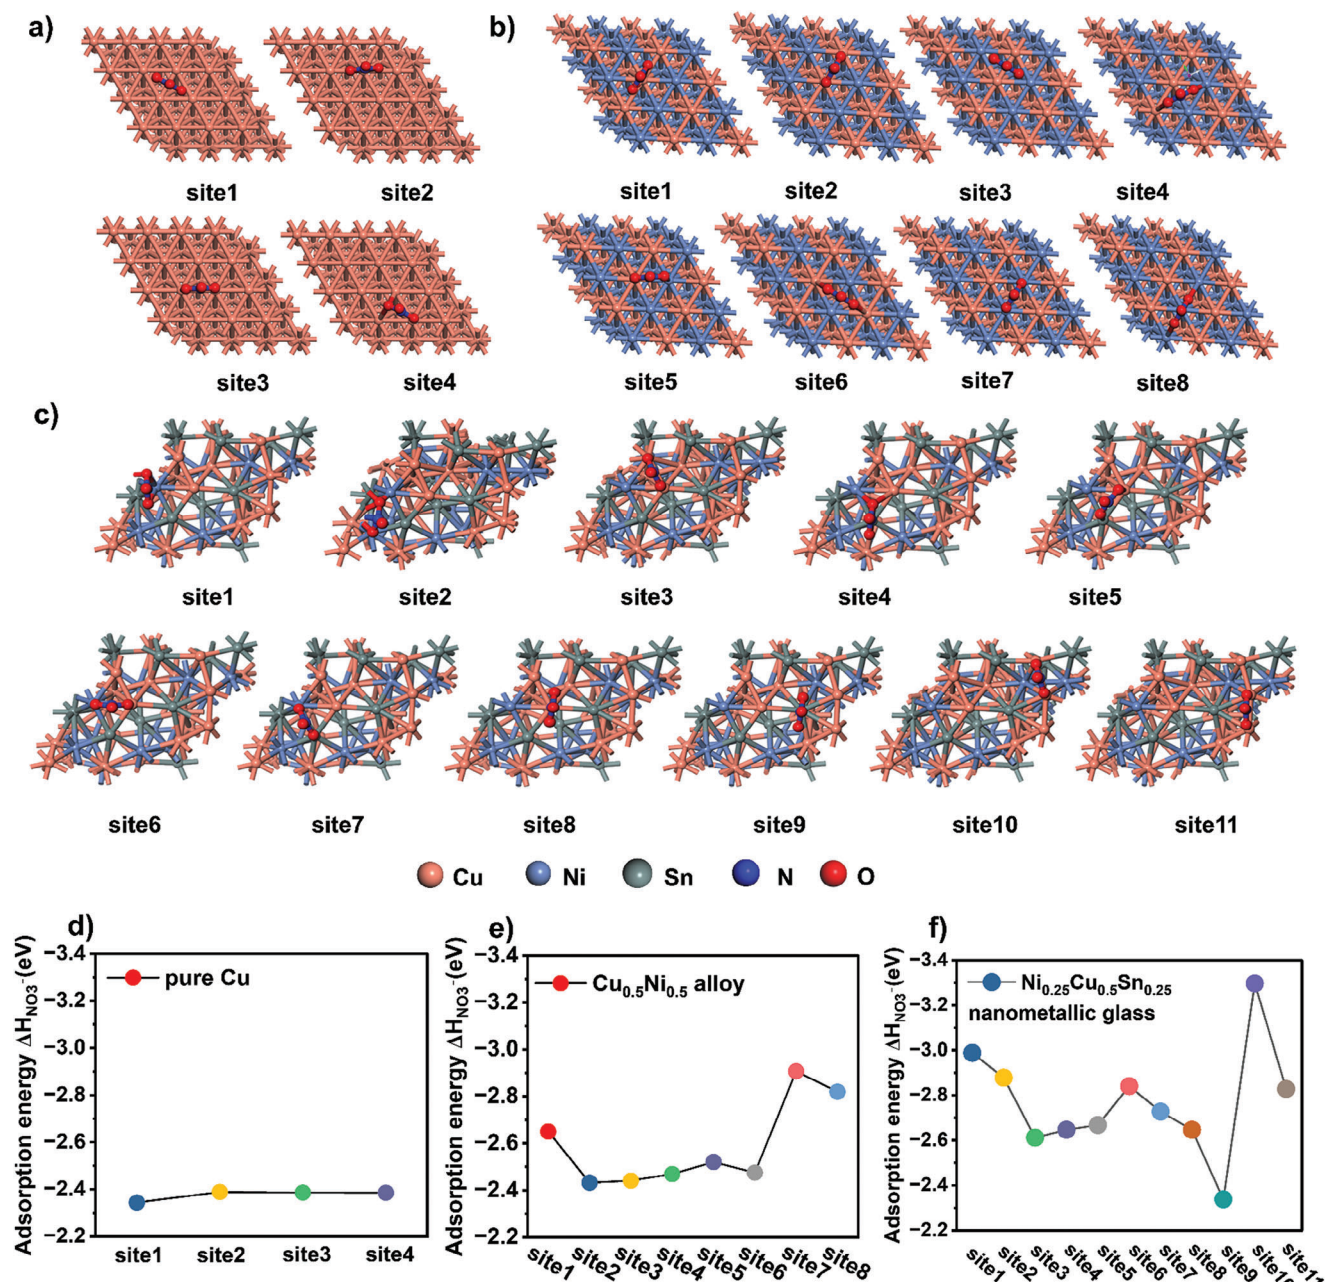 a)
b)
site1
site2
site1
site2
site3
site4
site3
site4
site5
site6
site7
site8
c)
site1
site2
site3
site4
site5
site6
site7
site8
site9
site10
site11
Cu
Ni
Sn
N
O
d)
Adsorption energy ΔH_NO3⁻(eV)
−3.4
−3.2
−3.0
−2.8
−2.6
−2.4
−2.2
pure Cu
site1
site2
site3
site4
e)
Adsorption energy ΔH_NO3⁻(eV)
−3.4
−3.2
−3.0
−2.8
−2.6
−2.4
−2.2
Cu0.5Ni0.5 alloy
site1
site2
site3
site4
site5
site6
site7
site8
f)
Adsorption energy ΔH_NO3⁻(eV)
−3.4
−3.2
−3.0
−2.8
−2.6
−2.4
−2.2
Ni0.25Cu0.5Sn0.25
nanometallic glass
site1
site2
site3
site4
site5
site6
site7
site8
site9
site10
site11